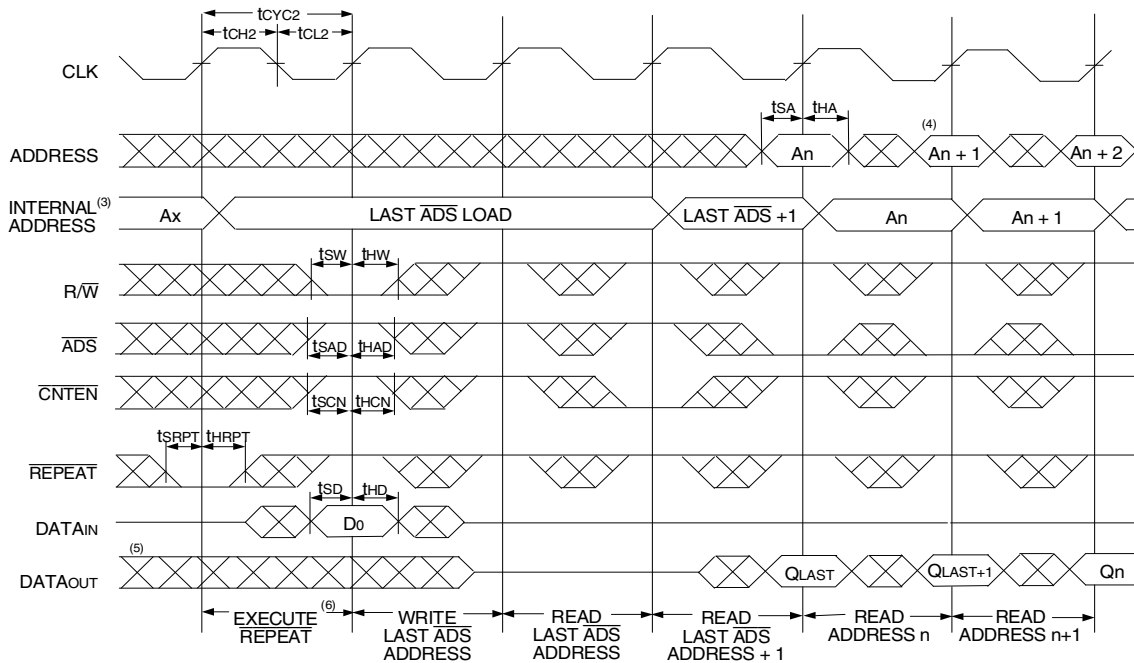 tCYC2
tCH2 tCL2
CLK
tSA tHA
ADDRESS An (4) An + 1 An + 2
INTERNAL(3) ADDRESS Ax LAST ADS LOAD LAST ADS +1 An An + 1
tSW tHW
R/W
ADS
tSAD tHAD
CNTEN
tSCN tHCN
tSRPT tHRPT
REPEAT
tSD tHD
DATAIN D0
(5)
DATAOUT QLAST QLAST+1 Qn
EXECUTE (6) REPEAT
WRITE LAST ADS ADDRESS
READ LAST ADS ADDRESS
READ LAST ADS ADDRESS + 1
READ ADDRESS n
READ ADDRESS n+1